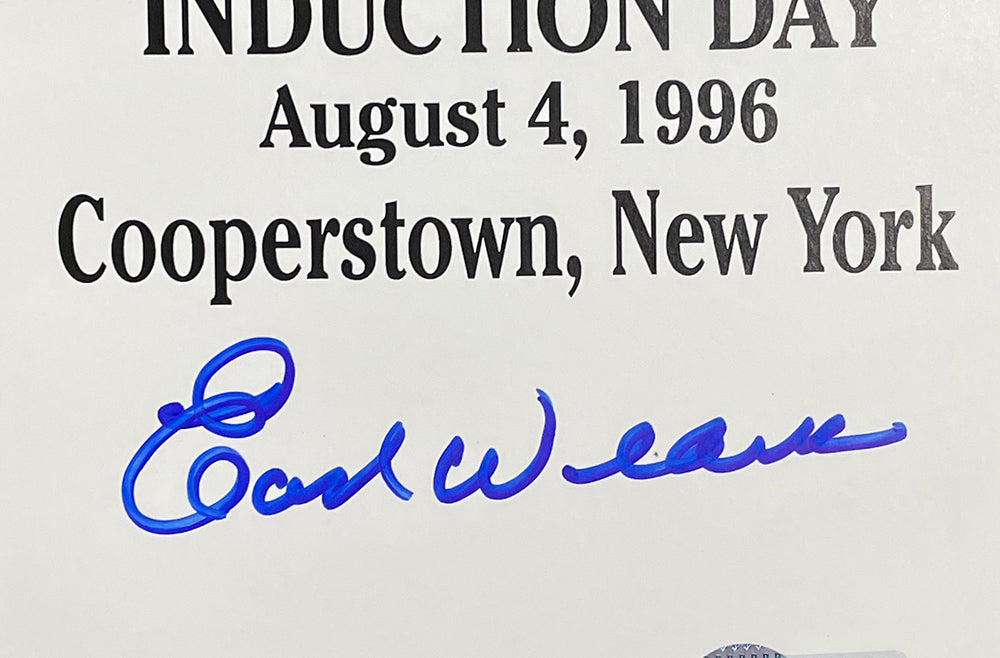 INDUCTION DAY
August 4, 1996
Cooperstown, New York
Earl Weaver